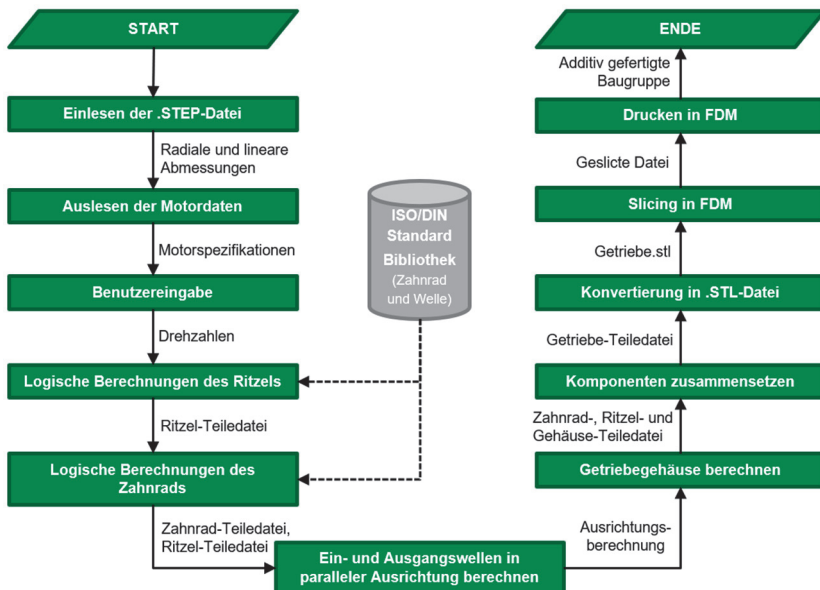 START
Einlesen der .STEP-Datei
Radiale und lineare
Abmessungen
Auslesen der Motordaten
Motorspezifikationen
Benutzereingabe
Drehzahlen
Logische Berechnungen des Ritzels
Ritzel-Teiledatei
Logische Berechnungen des
Zahnrads
Zahnrad-Teiledatei,
Ritzel-Teiledatei
ISO/DIN
Standard
Bibliothek
(Zahnrad
und Welle)
Ein- und Ausgangswellen in
paralleler Ausrichtung berechnen
Ausrichtungs-
berechnung
Getriebegehäuse berechnen
Zahnrad-, Ritzel- und
Gehäuse-Teiledatei
Komponenten zusammensetzen
Getriebe-Teiledatei
Konvertierung in .STL-Datei
Getriebe.stl
Slicing in FDM
Geslicte Datei
Drucken in FDM
Additiv gefertigte
Baugruppe
ENDE